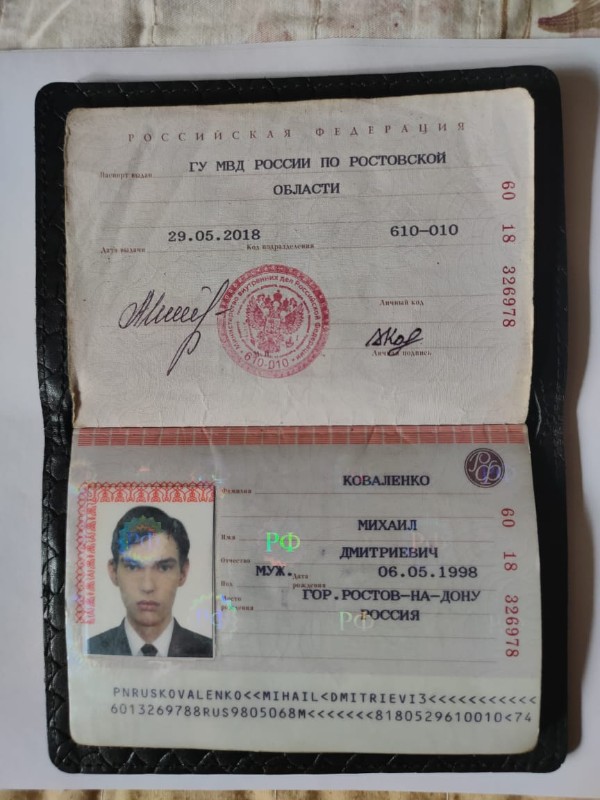 РОССИЙСКАЯ ФЕДЕРАЦИЯ
Паспорт выдан
ГУ МВД РОССИИ ПО РОСТОВСКОЙ
ОБЛАСТИ
Дата выдачи 29.05.2018 Код подразделения 610-010
60 18 326978
Личный код
Министерство внутренних дел Российской Федерации
610-010
Личная подпись
РФ
Фамилия КОВАЛЕНКО
Имя МИХАИЛ
Отчество ДМИТРИЕВИЧ
Пол МУЖ. Дата рождения 06.05.1998
Место рождения ГОР.РОСТОВ-НА-ДОНУ
РОССИЯ
РФ
РФ
РФ
РФ
60 18 326978
PNRUSKOVALENKO<<MIHAIL<DMITRIEVI3<<<<<<<<<<<
6013269788RUS9805068M<<<<<<<8180529610010<74